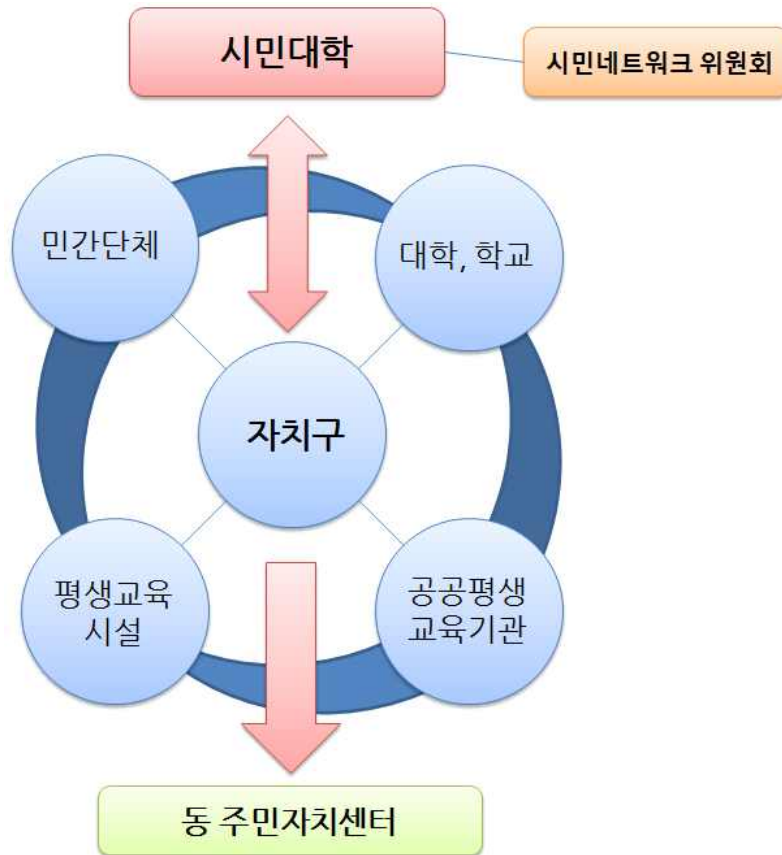 시민대학
시민네트워크 위원회
민간단체
대학, 학교
자치구
평생교육
시설
공공평생
교육기관
동 주민자치센터